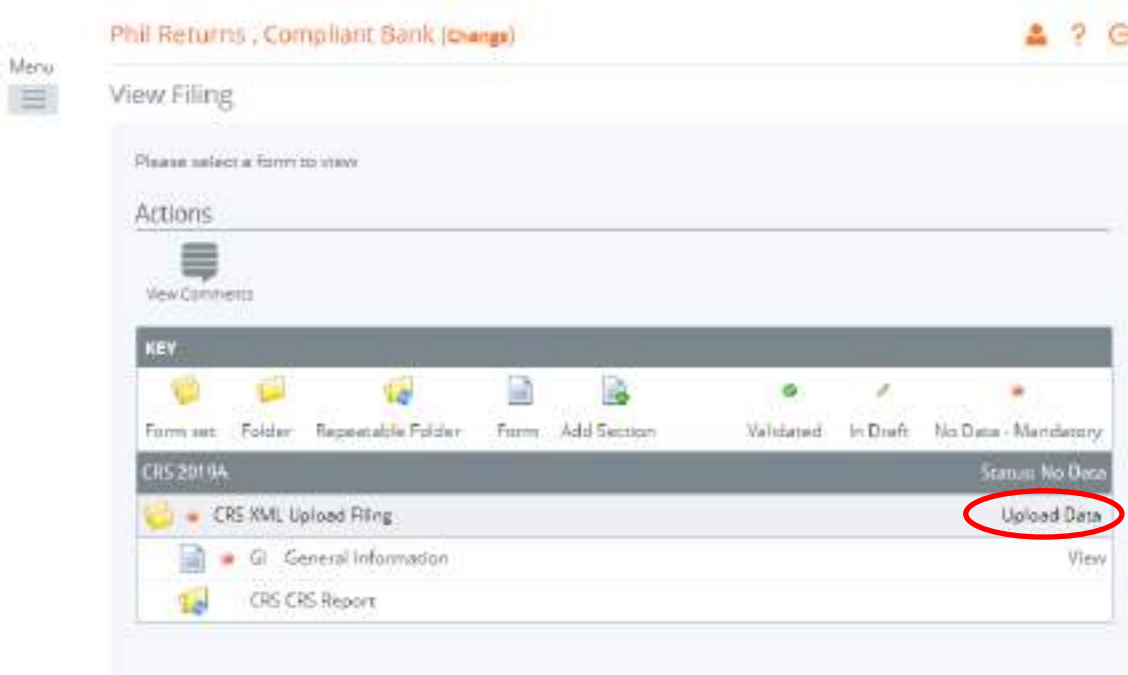 Phil Returns , Compliant Bank (Change)
?
Menu
View Filing
Please select a form to view
Actions
View Comments
KEY
Form set Folder Repeatable Folder Form Add Section Validated In Draft No Data - Mandatory
CRS 2019A Status: No Data
CRS XML Upload Filing Upload Data
GI General Information View
CRS CRS Report